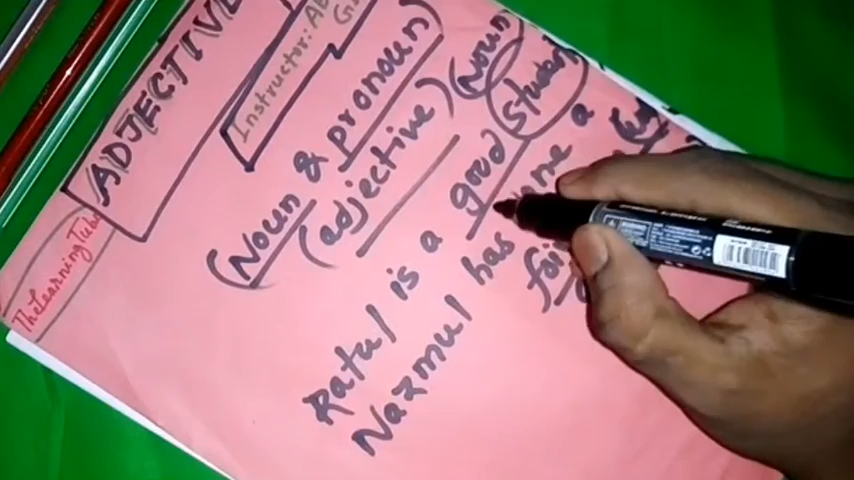 ADJECTIVE
Instructor:
TheLearningTube
(Noun & pronoun)
(adjective) (Noun
Ratul is a good Student
Nazmul has a